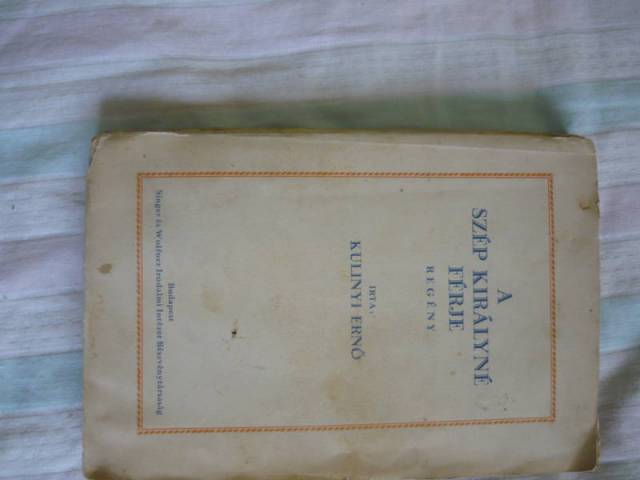 A
SZÉP KIRÁLYNÉ
FÉRJE
REGÉNY
IRTA:
KULINYI ERNŐ
Budapest
Singer és Wolfner Irodalmi Intézet Részvénytársaság